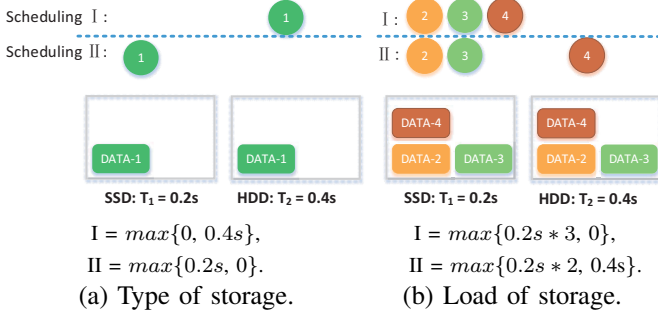 Scheduling I :
1
Scheduling II :
1
DATA-1
DATA-1
SSD: T₁ = 0.2s
HDD: T₂ = 0.4s
I = max{0, 0.4s},
II = max{0.2s, 0}.
(a) Type of storage.
I :
2
3
4
II :
2
3
4
DATA-4
DATA-2
DATA-3
DATA-4
DATA-2
DATA-3
SSD: T₁ = 0.2s
HDD: T₂ = 0.4s
I = max{0.2s * 3, 0},
II = max{0.2s * 2, 0.4s}.
(b) Load of storage.